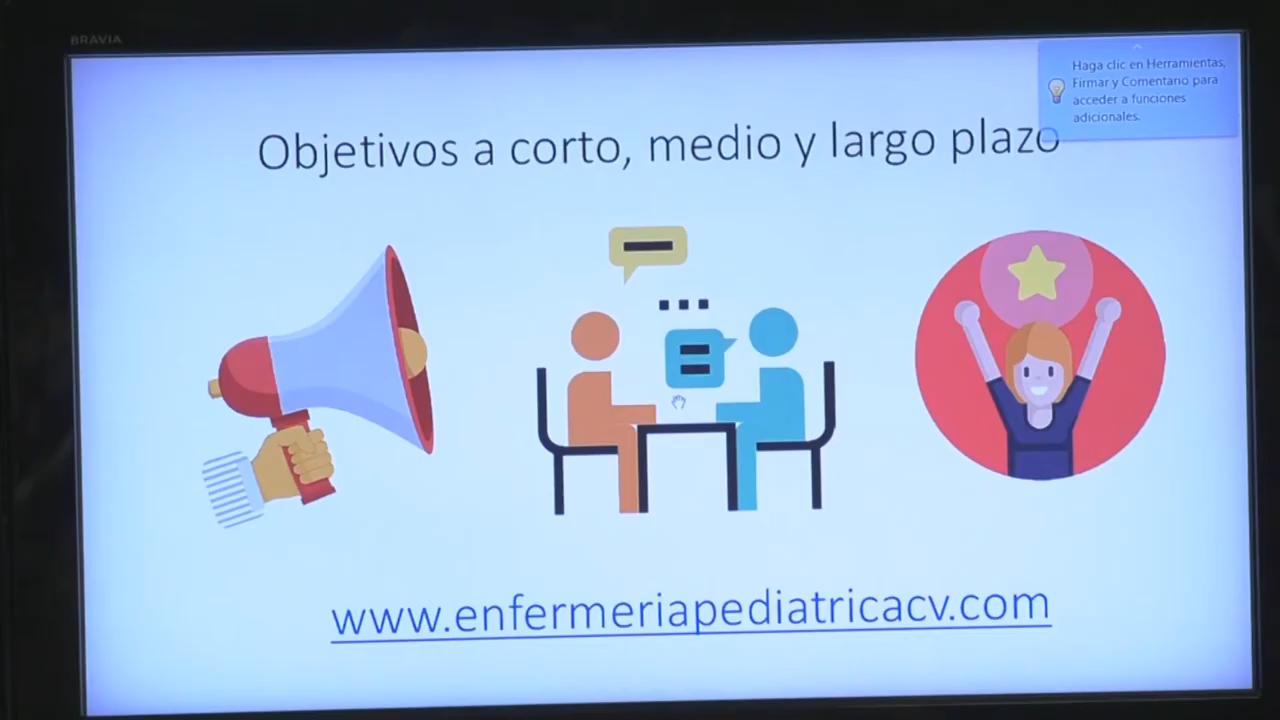 BRAVIA
Haga clic en Herramientas,
Firmar y Comentario para
acceder a funciones
adicionales.
Objetivos a corto, medio y largo plazo
www.enfermeriapediatricacv.com